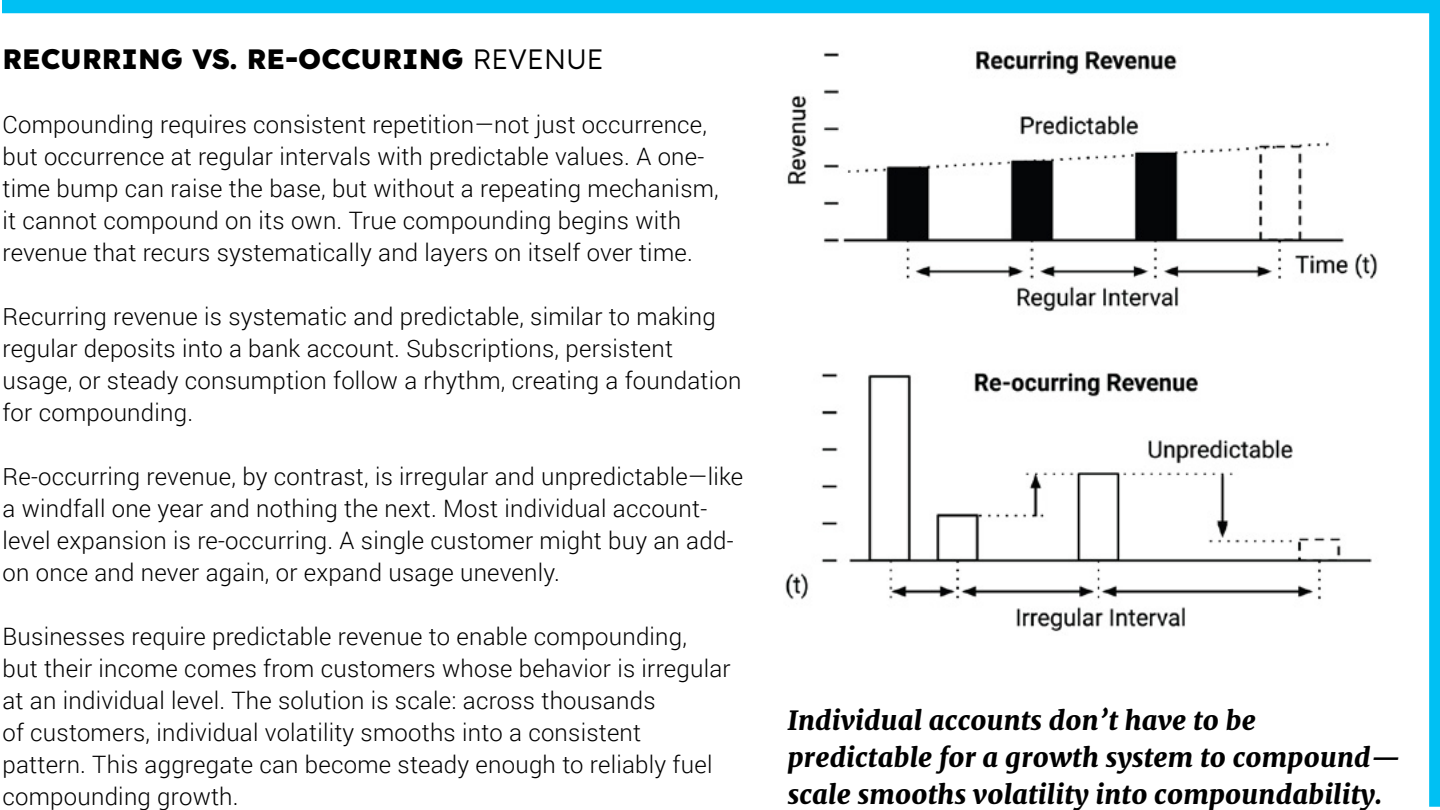 RECURRING VS. RE-OCCURING REVENUE
Compounding requires consistent repetition—not just occurrence,
but occurrence at regular intervals with predictable values. A one-
time bump can raise the base, but without a repeating mechanism,
it cannot compound on its own. True compounding begins with
revenue that recurs systematically and layers on itself over time.
Recurring revenue is systematic and predictable, similar to making
regular deposits into a bank account. Subscriptions, persistent
usage, or steady consumption follow a rhythm, creating a foundation
for compounding.
Re-occurring revenue, by contrast, is irregular and unpredictable—like
a windfall one year and nothing the next. Most individual account-
level expansion is re-occurring. A single customer might buy an add-
on once and never again, or expand usage unevenly.
Businesses require predictable revenue to enable compounding,
but their income comes from customers whose behavior is irregular
at an individual level. The solution is scale: across thousands
of customers, individual volatility smooths into a consistent
pattern. This aggregate can become steady enough to reliably fuel
compounding growth.
Recurring Revenue
Revenue
Predictable
Time (t)
Regular Interval
Re-ocurring Revenue
Unpredictable
(t)
Irregular Interval
Individual accounts don’t have to be
predictable for a growth system to compound—
scale smooths volatility into compoundability.